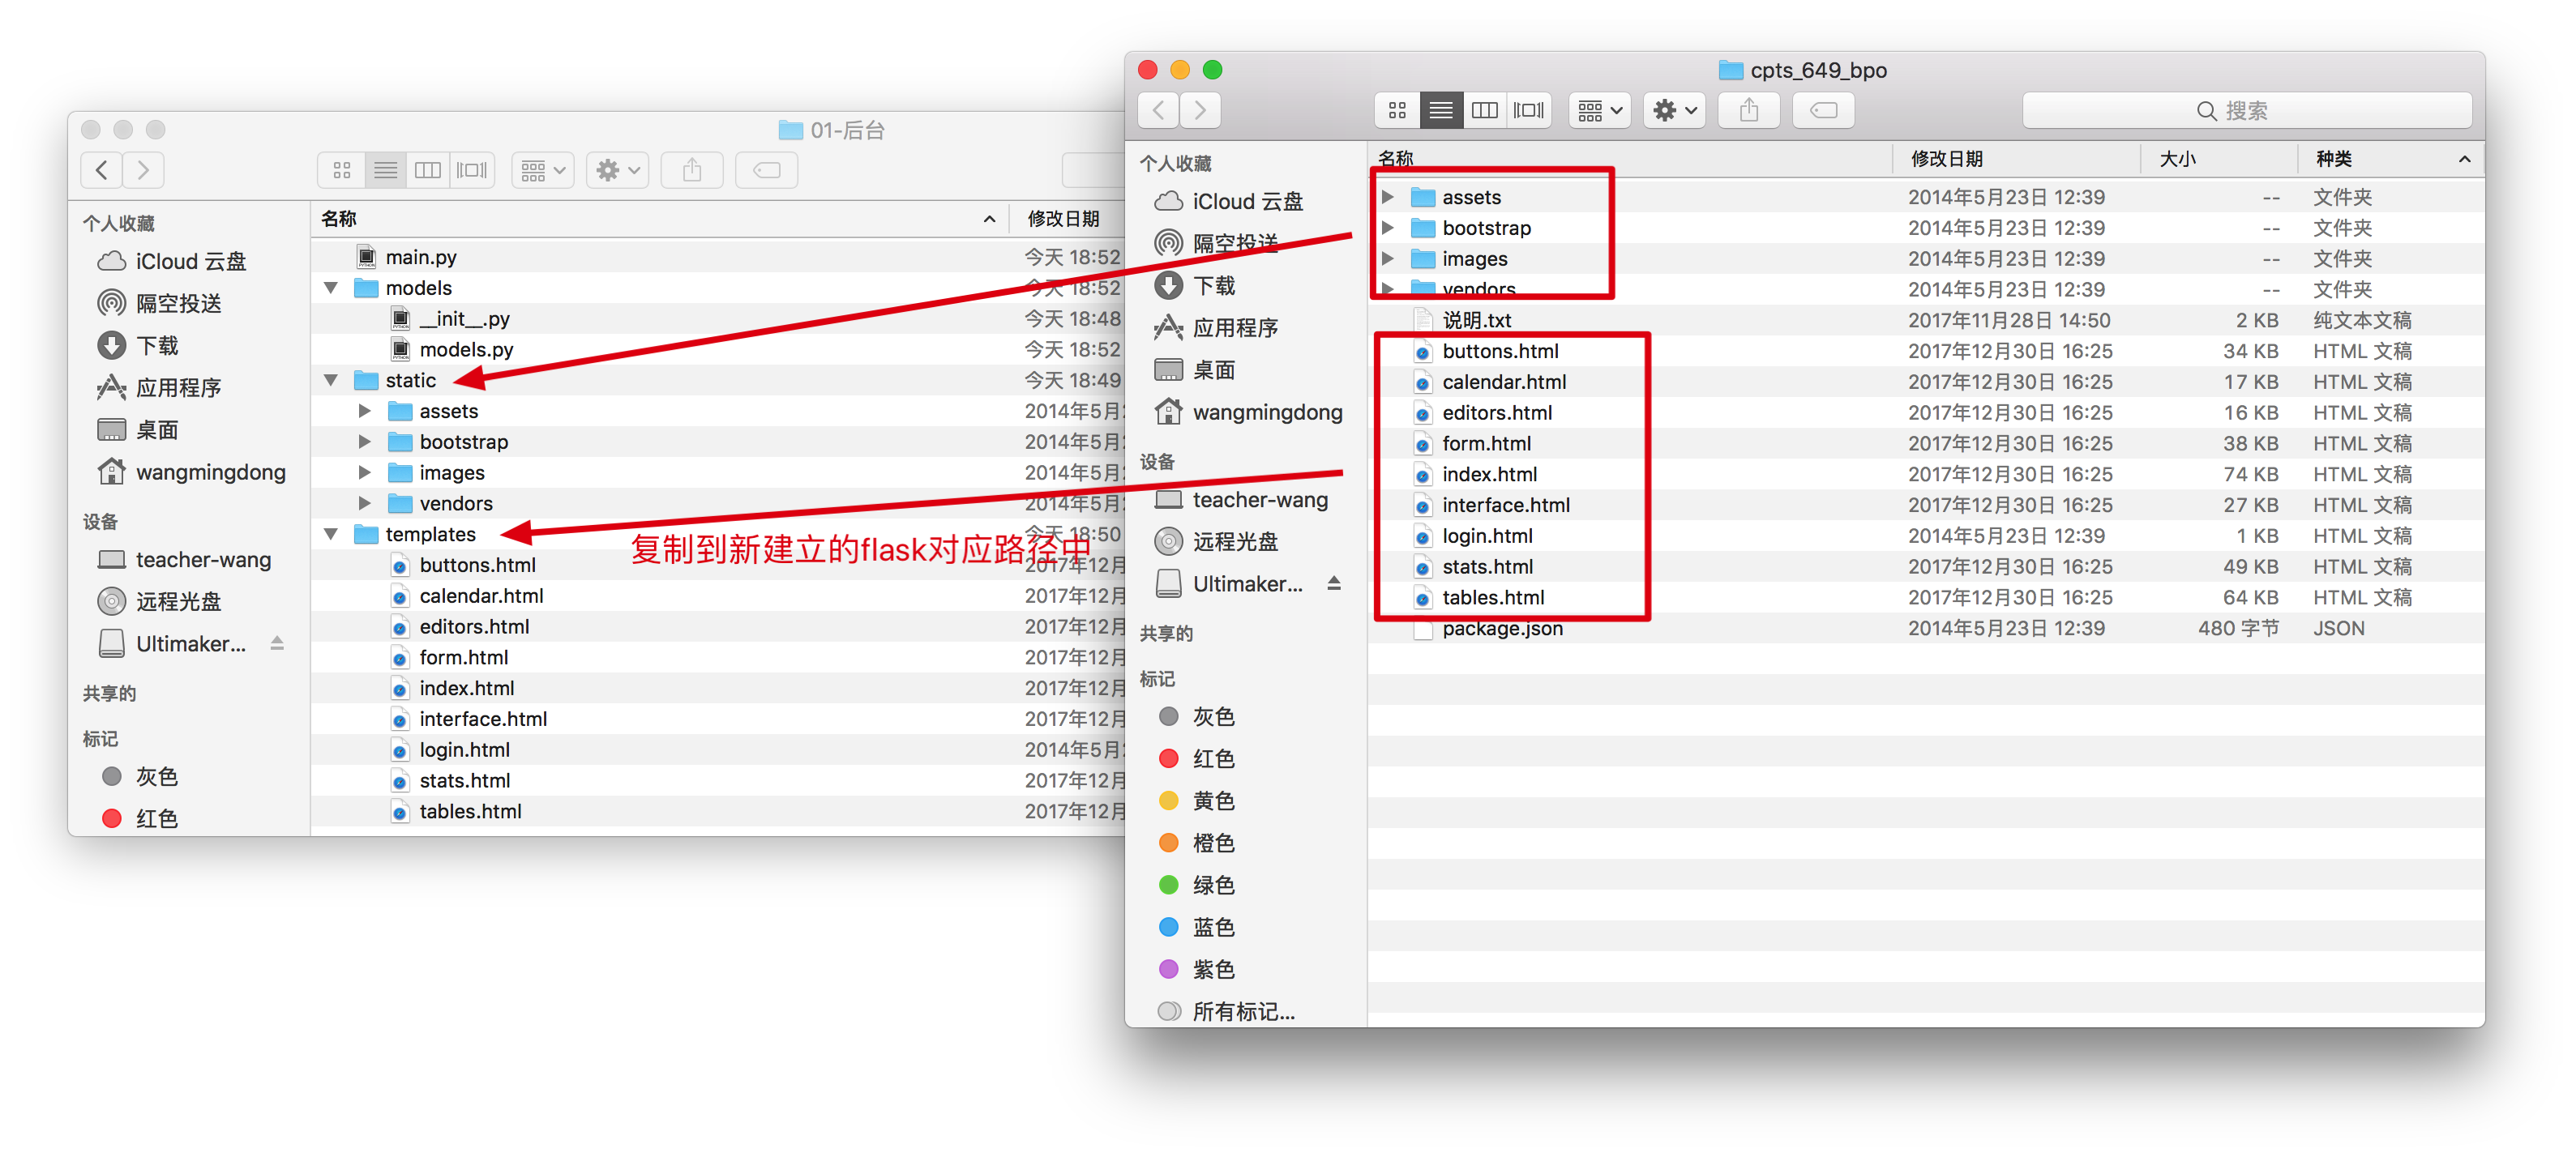 01-后台
个人收藏
iCloud 云盘
隔空投送
下载
应用程序
桌面
wangmingdong
设备
teacher-wang
远程光盘
Ultimaker...
共享的
标记
灰色
红色
名称 修改日期
main.py 今天 18:52
models 今天 18:52
__init__.py 今天 18:48
models.py 今天 18:52
static 今天 18:49
assets 2014年5月2
bootstrap 2014年5月2
images 2014年5月2
vendors 2014年5月2
templates 今天 18:50
buttons.html 2017年12月
calendar.html 2017年12月
editors.html 2017年12月
form.html 2017年12月
index.html 2017年12月
interface.html 2017年12月
login.html 2014年5月2
stats.html 2017年12月
tables.html 2017年12月
复制到新建立的flask对应路径中
cpts_649_bpo
搜索
个人收藏
iCloud 云盘
隔空投送
下载
应用程序
桌面
wangmingdong
设备
teacher-wang
远程光盘
Ultimaker...
共享的
标记
灰色
红色
黄色
橙色
绿色
蓝色
紫色
所有标记...
名称 修改日期 大小 种类
assets 2014年5月23日 12:39 -- 文件夹
bootstrap 2014年5月23日 12:39 -- 文件夹
images 2014年5月23日 12:39 -- 文件夹
vendors 2014年5月23日 12:39 -- 文件夹
说明.txt 2017年11月28日 14:50 2 KB 纯文本文稿
buttons.html 2017年12月30日 16:25 34 KB HTML 文稿
calendar.html 2017年12月30日 16:25 17 KB HTML 文稿
editors.html 2017年12月30日 16:25 16 KB HTML 文稿
form.html 2017年12月30日 16:25 38 KB HTML 文稿
index.html 2017年12月30日 16:25 74 KB HTML 文稿
interface.html 2017年12月30日 16:25 27 KB HTML 文稿
login.html 2014年5月23日 12:39 1 KB HTML 文稿
stats.html 2017年12月30日 16:25 49 KB HTML 文稿
tables.html 2017年12月30日 16:25 64 KB HTML 文稿
package.json 2014年5月23日 12:39 480 字节 JSON